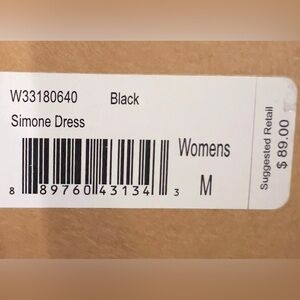 W33180640 Black
Simone Dress
Womens
M
8 89760 43134 3
Suggested Retail
$ 89.00